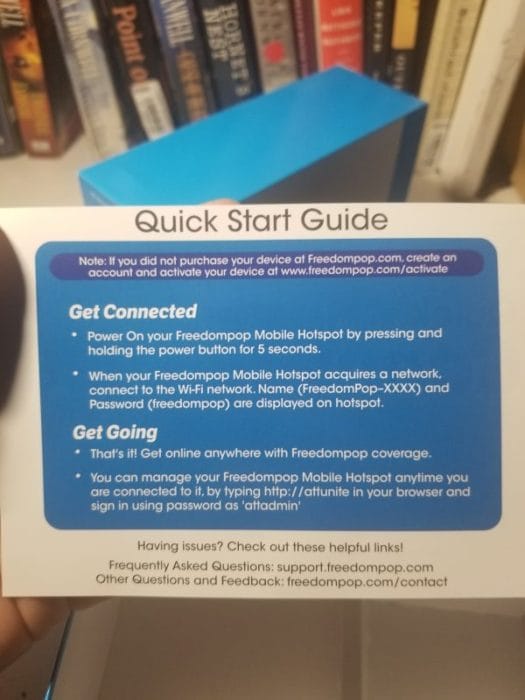 Point o
HORNET'S
NEST
Quick Start Guide
Note: If you did not purchase your device at Freedompop.com, create an
account and activate your device at www.freedompop.com/activate
Get Connected
• Power On your Freedompop Mobile Hotspot by pressing and
holding the power button for 5 seconds.
• When your Freedompop Mobile Hotspot acquires a network,
connect to the Wi-Fi network. Name (FreedomPop-XXXX) and
Password (freedompop) are displayed on hotspot.
Get Going
• That's it! Get online anywhere with Freedompop coverage.
• You can manage your Freedompop Mobile Hotspot anytime you
are connected to it, by typing http://attunite in your browser and
sign in using password as 'attadmin'
Having issues? Check out these helpful links!
Frequently Asked Questions: support.freedompop.com
Other Questions and Feedback: freedompop.com/contact